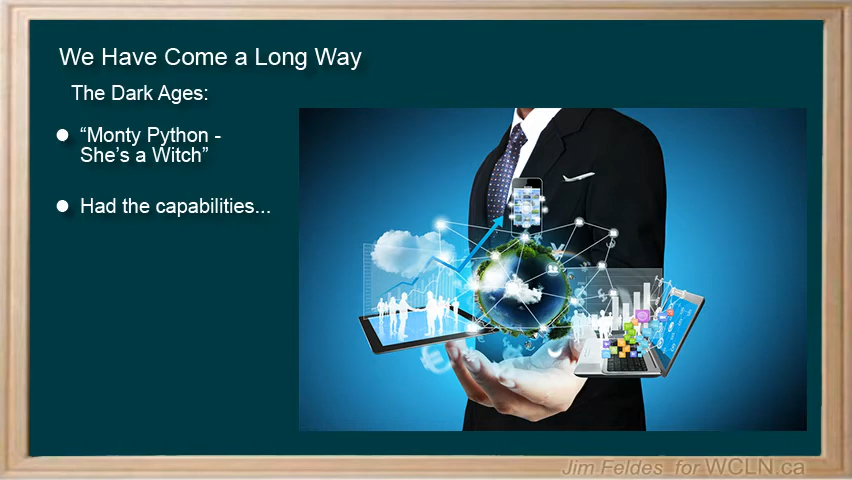 We Have Come a Long Way
The Dark Ages:
“Monty Python -
She’s a Witch”
Had the capabilities...
Jim Feldes for WCLN.ca